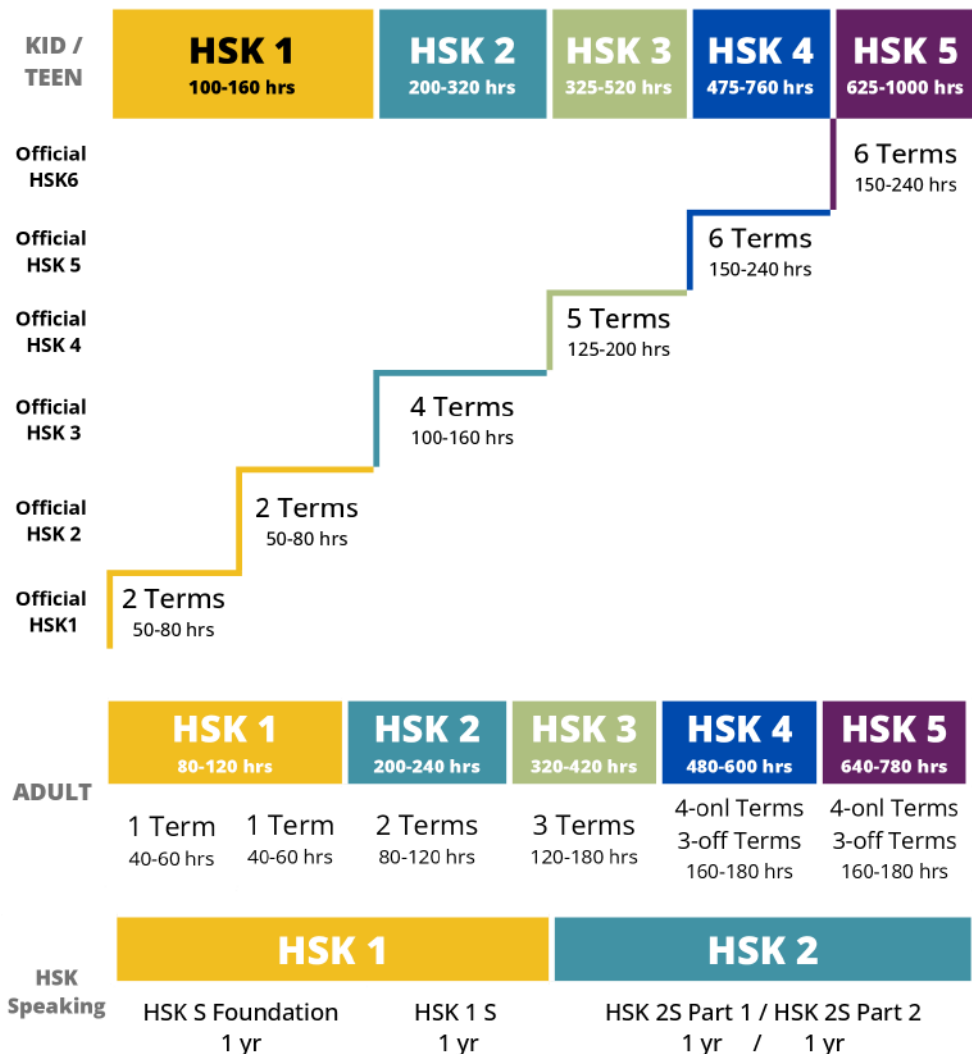 KID /
TEEN
HSK 1
100-160 hrs
HSK 2
200-320 hrs
HSK 3
325-520 hrs
HSK 4
475-760 hrs
HSK 5
625-1000 hrs
Official
HSK6
6 Terms
150-240 hrs
Official
HSK 5
6 Terms
150-240 hrs
Official
HSK 4
5 Terms
125-200 hrs
Official
HSK 3
4 Terms
100-160 hrs
Official
HSK 2
2 Terms
50-80 hrs
Official
HSK1
2 Terms
50-80 hrs
ADULT
HSK 1
80-120 hrs
HSK 2
200-240 hrs
HSK 3
320-420 hrs
HSK 4
480-600 hrs
HSK 5
640-780 hrs
1 Term
40-60 hrs
1 Term
40-60 hrs
2 Terms
80-120 hrs
3 Terms
120-180 hrs
4-onl Terms
3-off Terms
160-180 hrs
4-onl Terms
3-off Terms
160-180 hrs
HSK
Speaking
HSK 1
HSK 2
HSK S Foundation
1 yr
HSK 1 S
1 yr
HSK 2S Part 1 / HSK 2S Part 2
1 yr / 1 yr